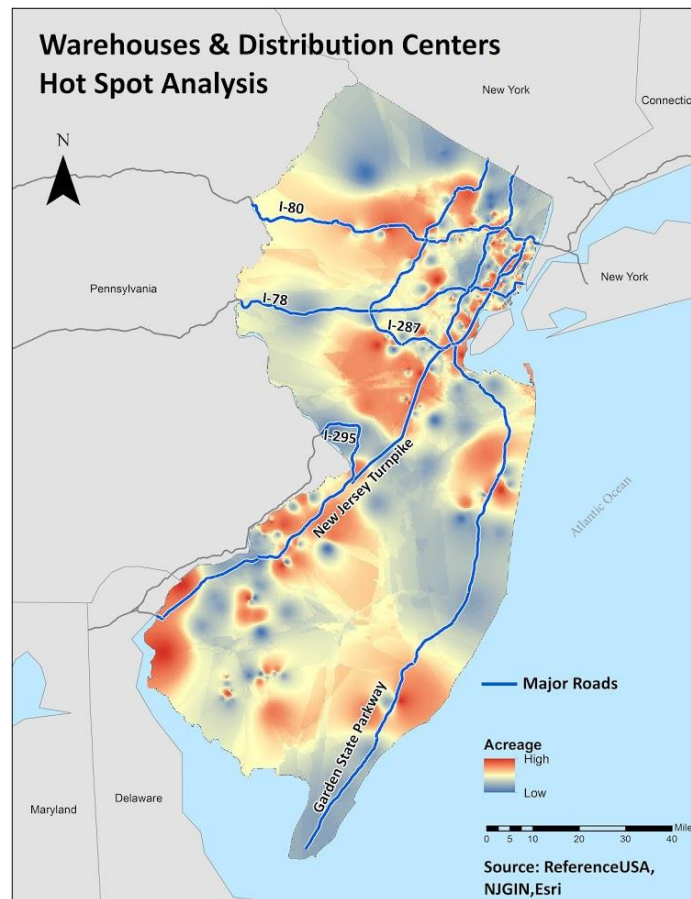 Warehouses & Distribution Centers
Hot Spot Analysis
New York
Connectic
N
I-80
New York
Pennsylvania
I-78
I-287
I-295
New Jersey Turnpike
Atlantic Ocean
Major Roads
Garden State Parkway
Acreage
High
Low
Maryland
Delaware
Mile
0 5 10 20 30 40
Source: ReferenceUSA,
NJGIN,Esri